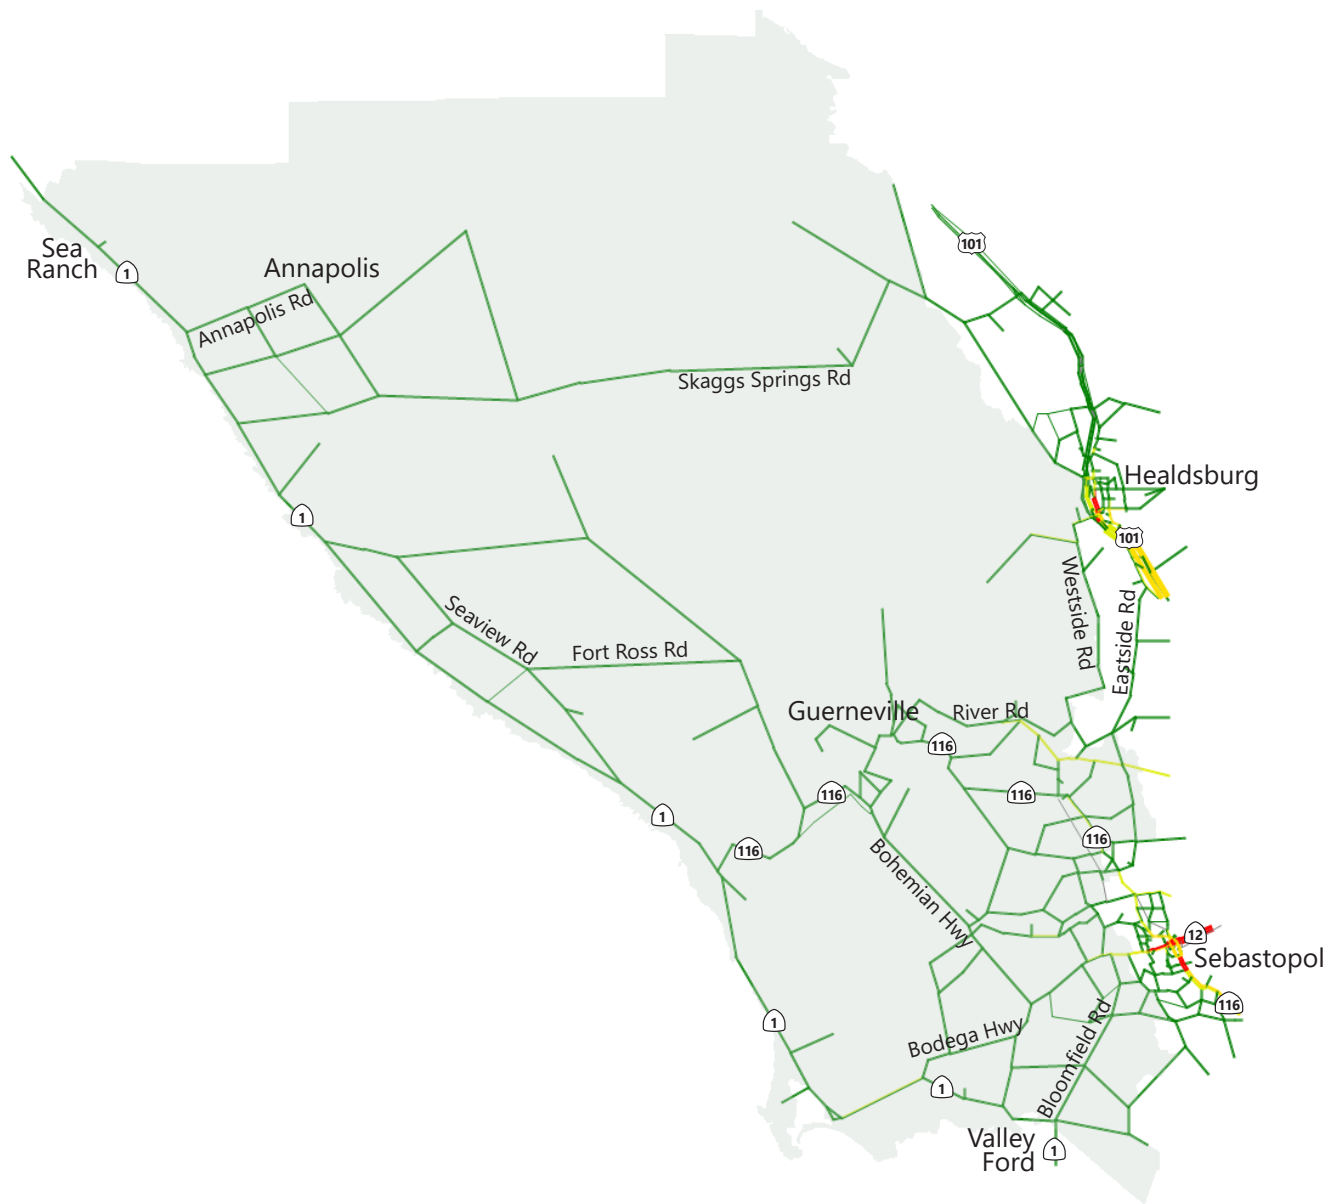 101
Sea
Ranch
1
Annapolis
Annapolis Rd
Skaggs Springs Rd
Healdsburg
1
101
Westside Rd
Eastside Rd
Seaview Rd
Fort Ross Rd
Guerneville
River Rd
116
116
116
1
116
116
Bohemian Hwy
12
Sebastopol
116
1
Bodega Hwy
Bloomfield Rd
1
Valley
Ford
1